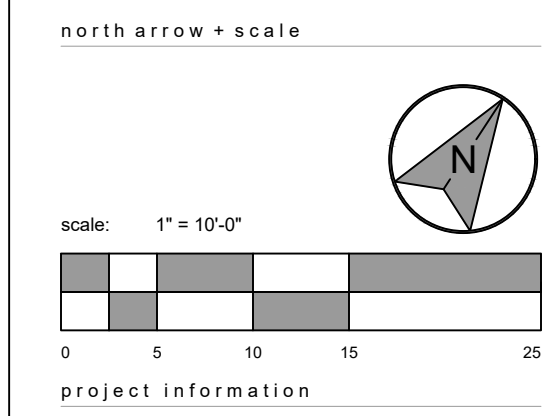 north arrow + scale
N
scale: 1" = 10'-0"
0 5 10 15 25
project information